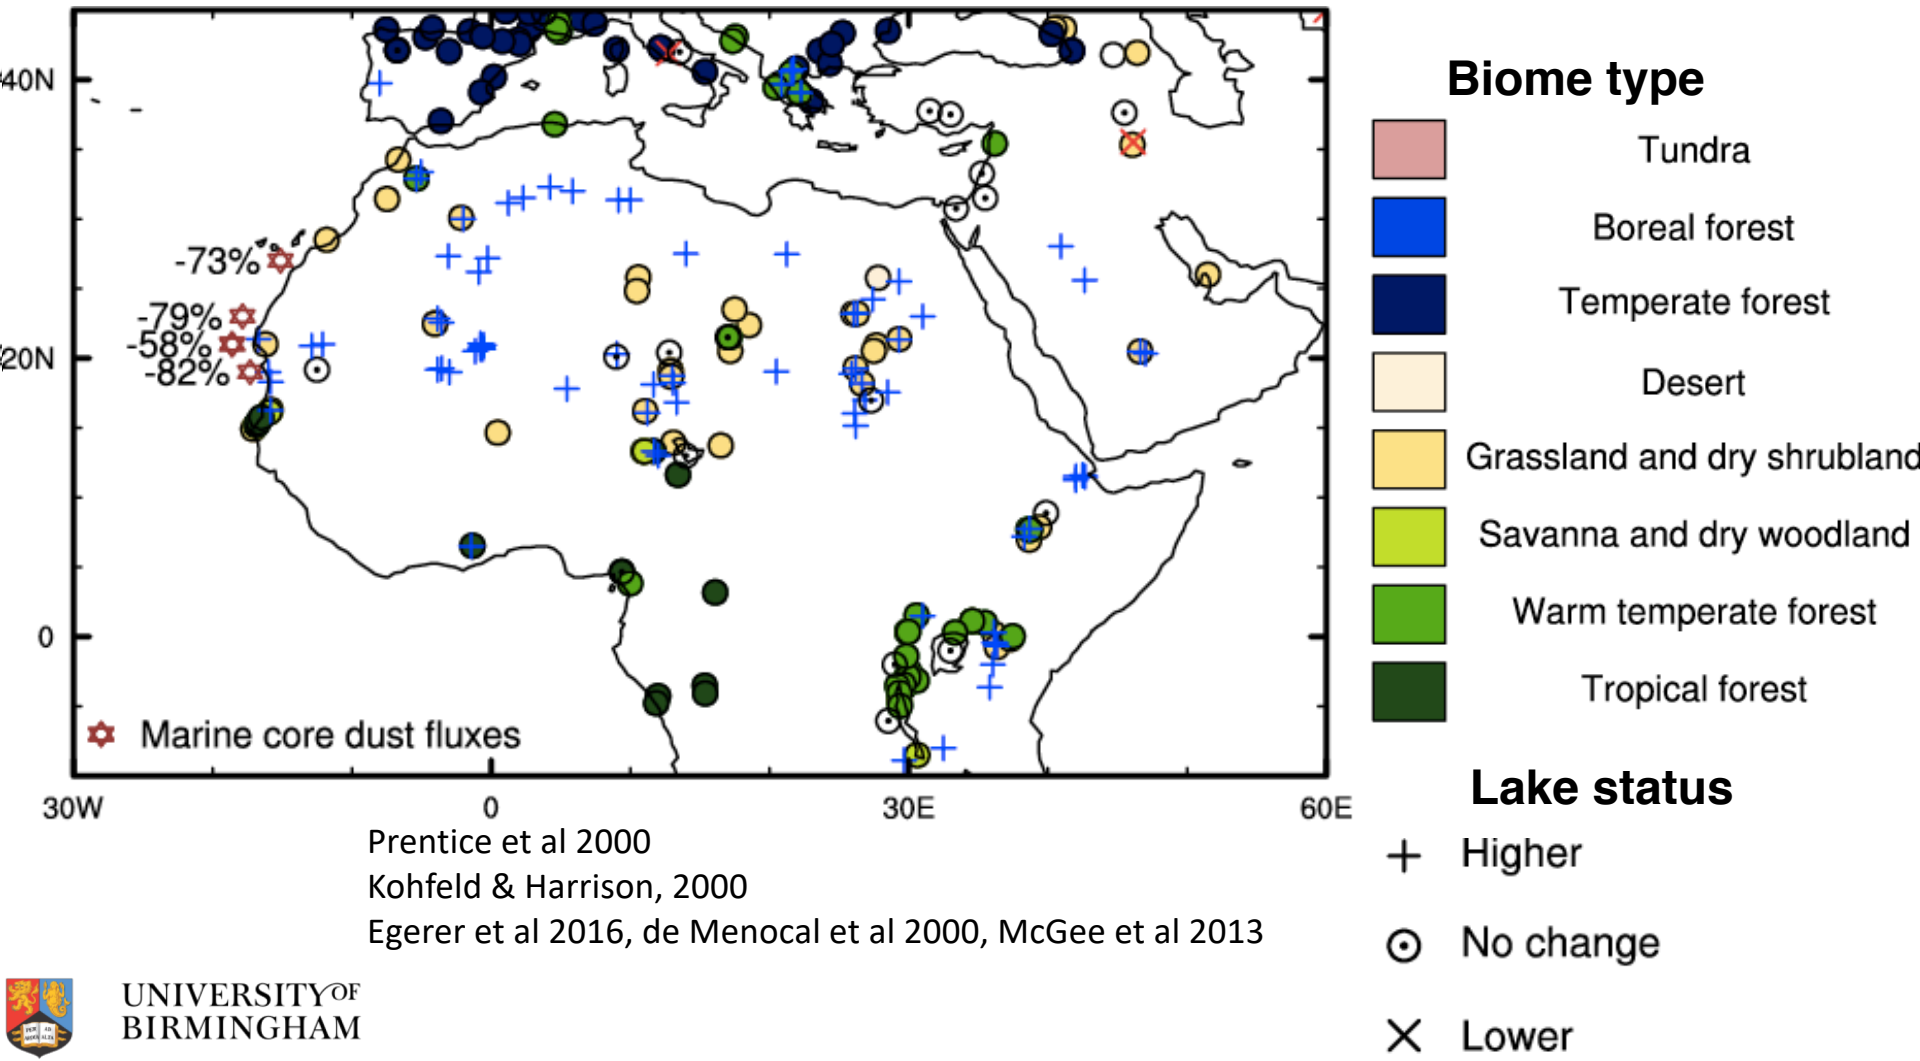 40N
20N
0
30W
0
30E
60E
-73%
-79%
-58%
-82%
Marine core dust fluxes
Biome type
Tundra
Boreal forest
Temperate forest
Desert
Grassland and dry shrubland
Savanna and dry woodland
Warm temperate forest
Tropical forest
Lake status
Higher
No change
Lower
Prentice et al 2000
Kohfeld & Harrison, 2000
Egerer et al 2016, de Menocal et al 2000, McGee et al 2013
UNIVERSITY OF
BIRMINGHAM